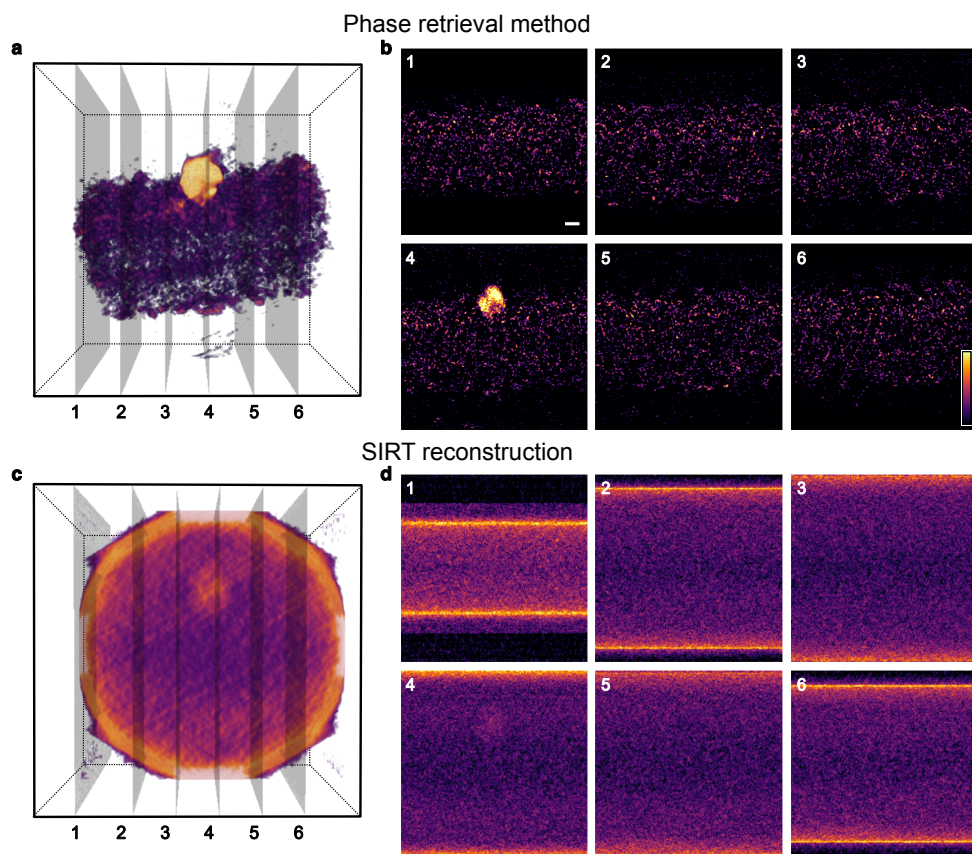 Phase retrieval method
a
b
1 2 3
4 5 6
1 2 3 4 5 6
SIRT reconstruction
c
d
1 2 3
4 5 6
1 2 3 4 5 6